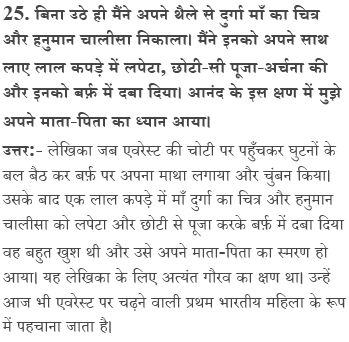 25. बिना उठे ही मैंने अपने थैले से दुर्गा माँ का चित्र
और हनुमान चालीसा निकाला। मैंने इनको अपने साथ
लाए लाल कपड़े में लपेटा, छोटी-सी पूजा-अर्चना की
और इनको बर्फ़ में दबा दिया। आनंद के इस क्षण में मुझे
अपने माता-पिता का ध्यान आया।
उत्तर:- लेखिका जब एवरेस्ट की चोटी पर पहुँचकर घुटनों के
बल बैठ कर बर्फ़ पर अपना माथा लगाया और चुंबन किया।
उसके बाद एक लाल कपड़े में माँ दुर्गा का चित्र और हनुमान
चालीसा को लपेटा और छोटी से पूजा करके बर्फ़ में दबा दिया
वह बहुत खुश थी और उसे अपने माता-पिता का स्मरण हो
आया। यह लेखिका के लिए अत्यंत गौरव का क्षण था। उन्हें
आज भी एवरेस्ट पर चढ़ने वाली प्रथम भारतीय महिला के रूप
में पहचाना जाता है।